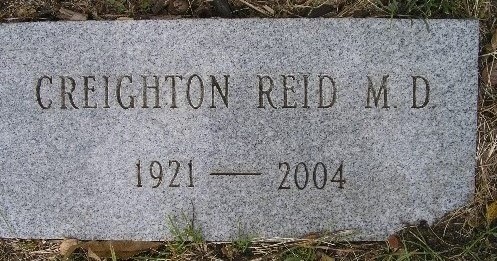 CREIGHTON REID M.D.
1921 — 2004